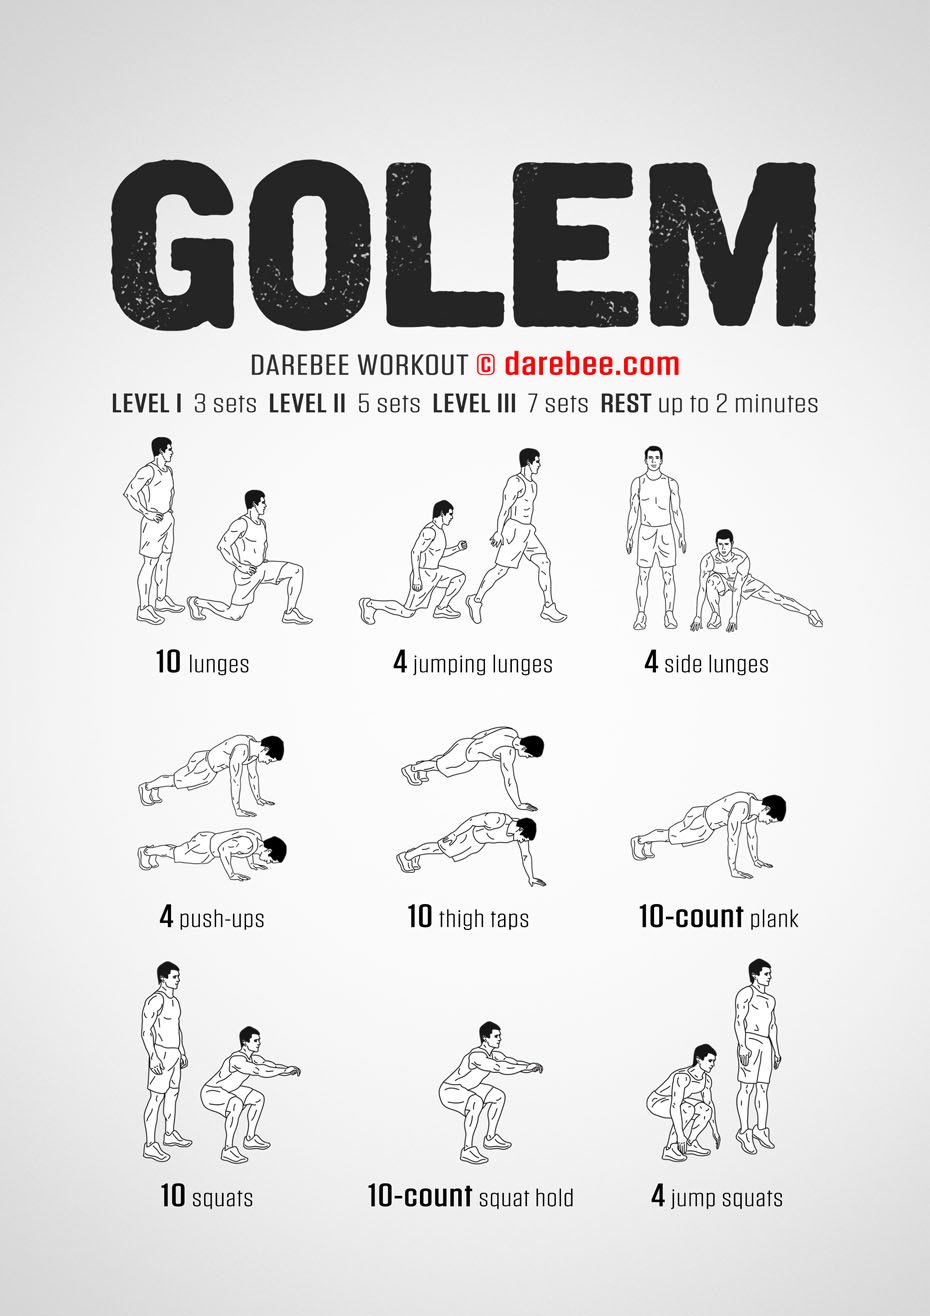 GOLEM
DAREBEE WORKOUT © darebee.com
LEVEL I 3 sets LEVEL II 5 sets LEVEL III 7 sets REST up to 2 minutes
10 lunges
4 jumping lunges
4 side lunges
4 push-ups
10 thigh taps
10-count plank
10 squats
10-count squat hold
4 jump squats